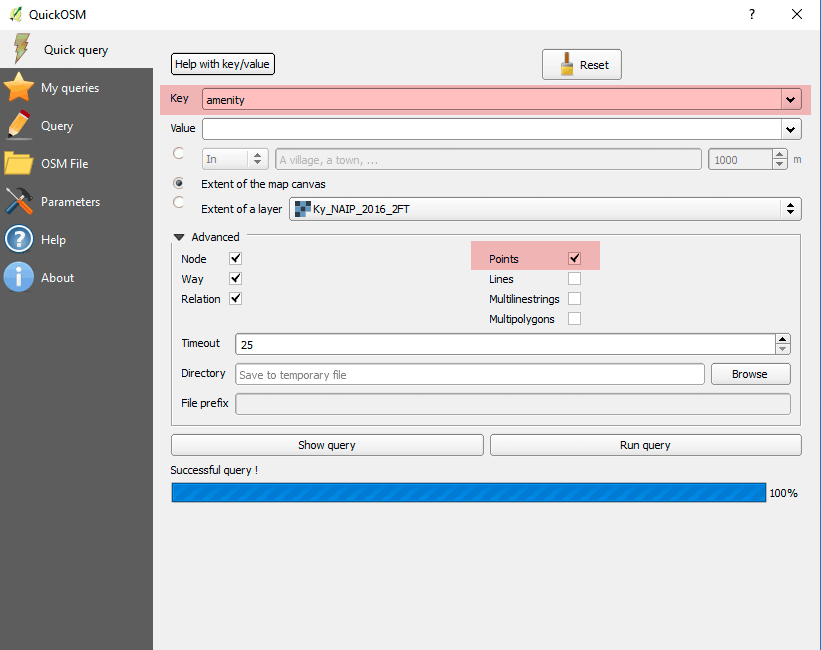 QuickOSM
?
Quick query
My queries
Query
OSM File
Parameters
Help
About
Help with key/value
Reset
Key amenity
Value
In A village, a town, ... 1000 m
Extent of the map canvas
Extent of a layer Ky_NAIP_2016_2FT
Advanced
Node Points
Way Lines
Relation Multilinestrings
Multipolygons
Timeout 25
Directory Save to temporary file Browse
File prefix
Show query Run query
Successful query !
100%